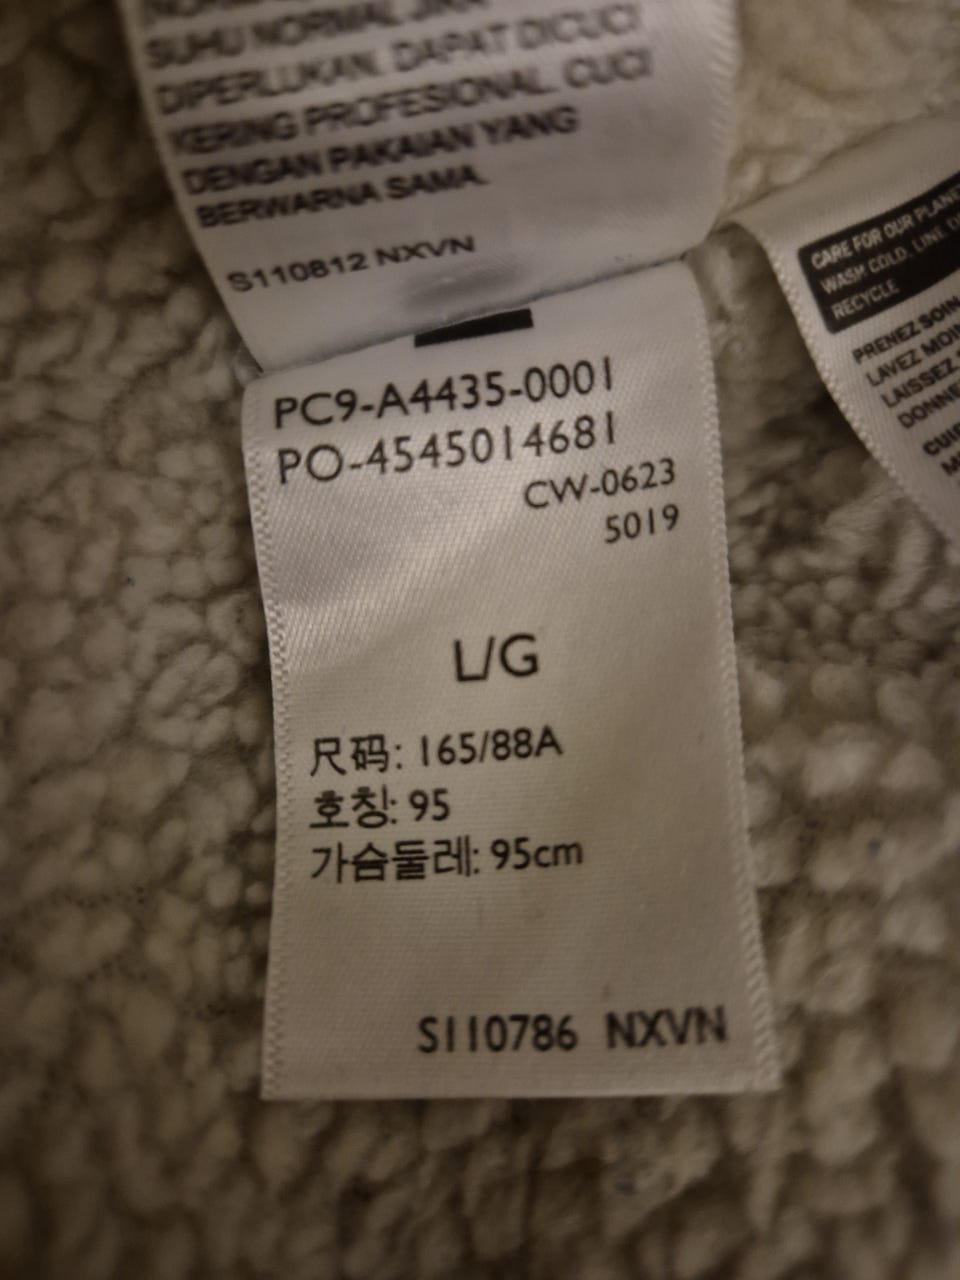 SUHU NORMAL JIKA
DIPERLUKAN. DAPAT DICUCI
KERING PROFESIONAL. CUCI
DENGAN PAKAIAN YANG
BERWARNA SAMA.
S110812 NXVN
PC9-A4435-0001
PO-4545014681
CW-0623
5019
L/G
尺码: 165/88A
호칭: 95
가슴둘레: 95cm
S110786 NXVN
CARE FOR OUR PLANET
WASH COLD, LINE
RECYCLE
PRENEZ SOIN
LAVEZ
LAISSEZ